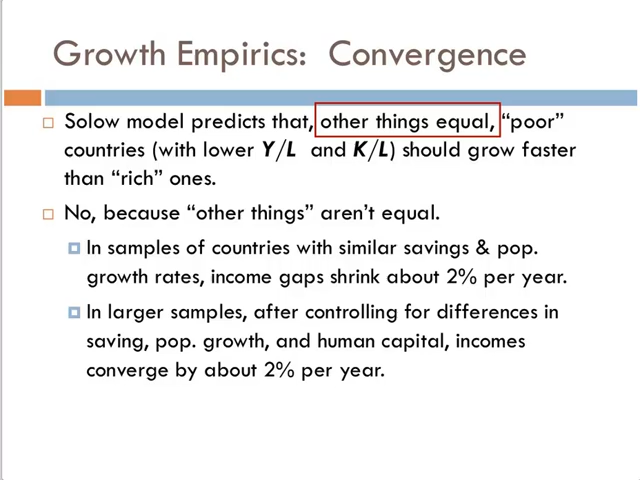 Growth Empirics: Convergence
Solow model predicts that, other things equal, “poor”
countries (with lower Y/L and K/L) should grow faster
than “rich” ones.
No, because “other things” aren’t equal.
In samples of countries with similar savings & pop.
growth rates, income gaps shrink about 2% per year.
In larger samples, after controlling for differences in
saving, pop. growth, and human capital, incomes
converge by about 2% per year.